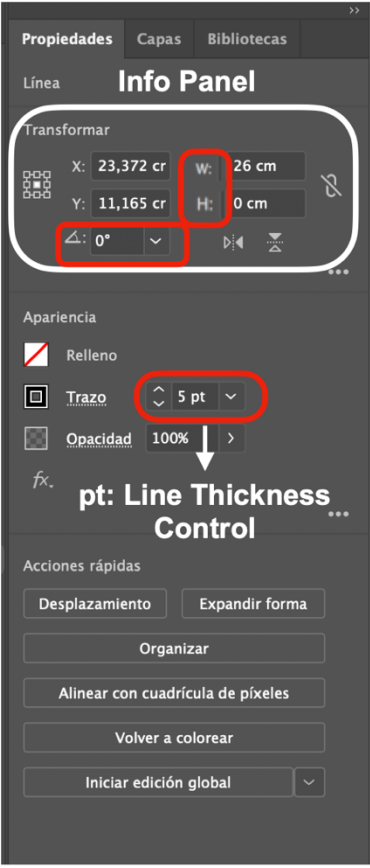 >>
Propiedades Capas Bibliotecas
Línea Info Panel
Transformar
X: 23,372 cr W: 26 cm
Y: 11,165 cr H: 0 cm
: 0°
Apariencia
Relleno
Trazo 5 pt
Opacidad 100% >
fx.
pt: Line Thickness
Control
Acciones rápidas
Desplazamiento Expandir forma
Organizar
Alinear con cuadrícula de píxeles
Volver a colorear
Iniciar edición global